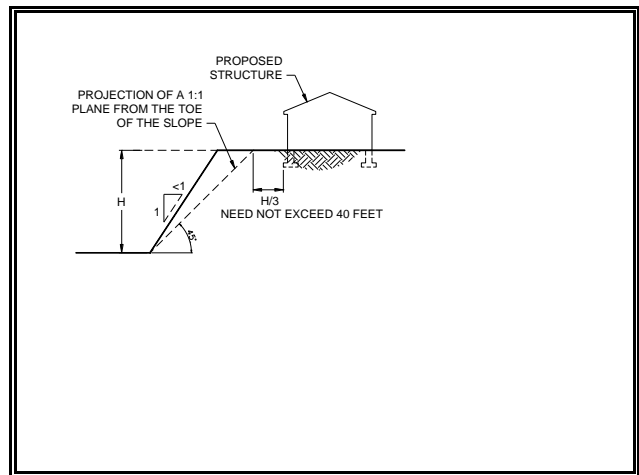 PROPOSED
STRUCTURE
PROJECTION OF A 1:1
PLANE FROM THE TOE
OF THE SLOPE
H
<1
1
H/3
NEED NOT EXCEED 40 FEET
45°